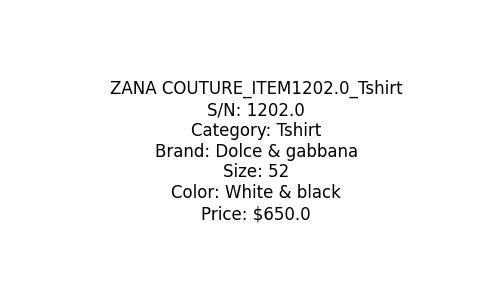 ZANA COUTURE_ITEM1202.0_Tshirt
S/N: 1202.0
Category: Tshirt
Brand: Dolce & gabbana
Size: 52
Color: White & black
Price: $650.0